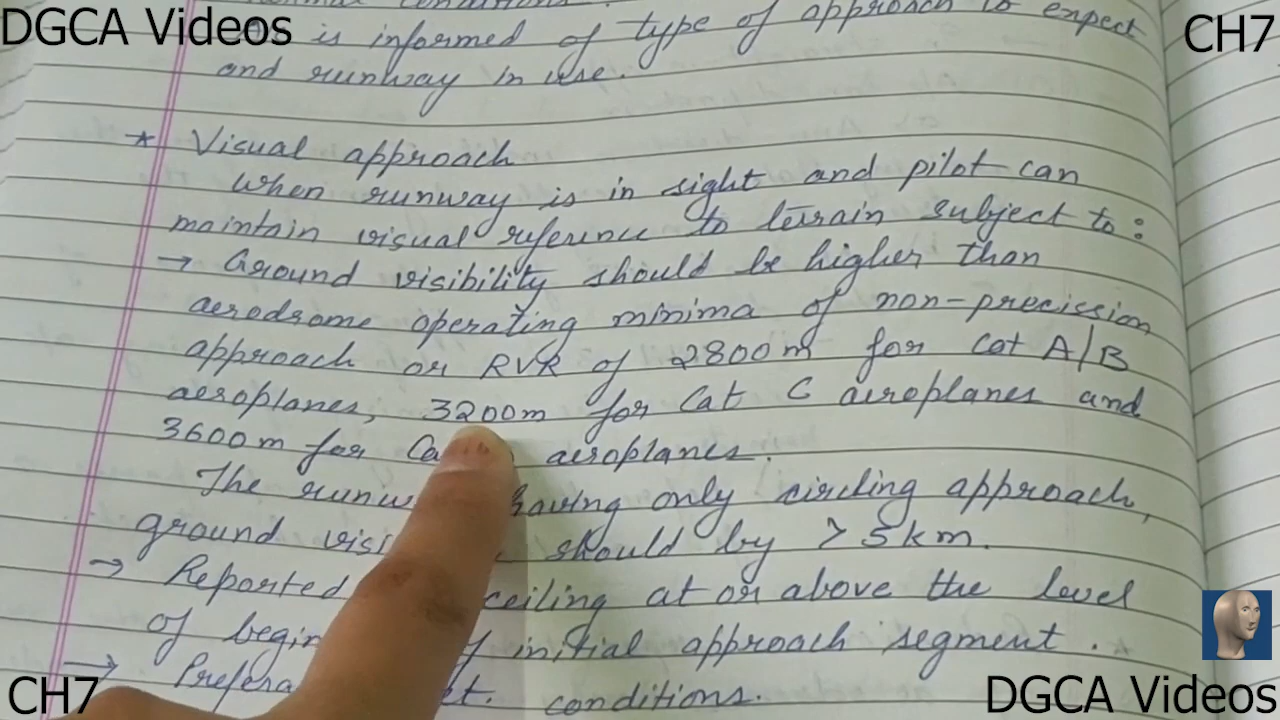 DGCA Videos
CH7
is informed of type of approach to expect
and runway in use.
* Visual approach
When runway is in sight and pilot can
maintain visual reference to terrain subject to:
→ Ground visibility should be higher than
aerodrome operating minima of non-precission
approach or RVR of 2800m for cat A/B
aeroplanes, 3200m for Cat C aeroplanes and
3600m for Ca aeroplanes.
The runw having only circling approach,
ground visi should by > 5km.
→ Reported ceiling at or above the level
of begin of initial approach segment.
→ Prefera et. conditions.
CH7
DGCA Videos